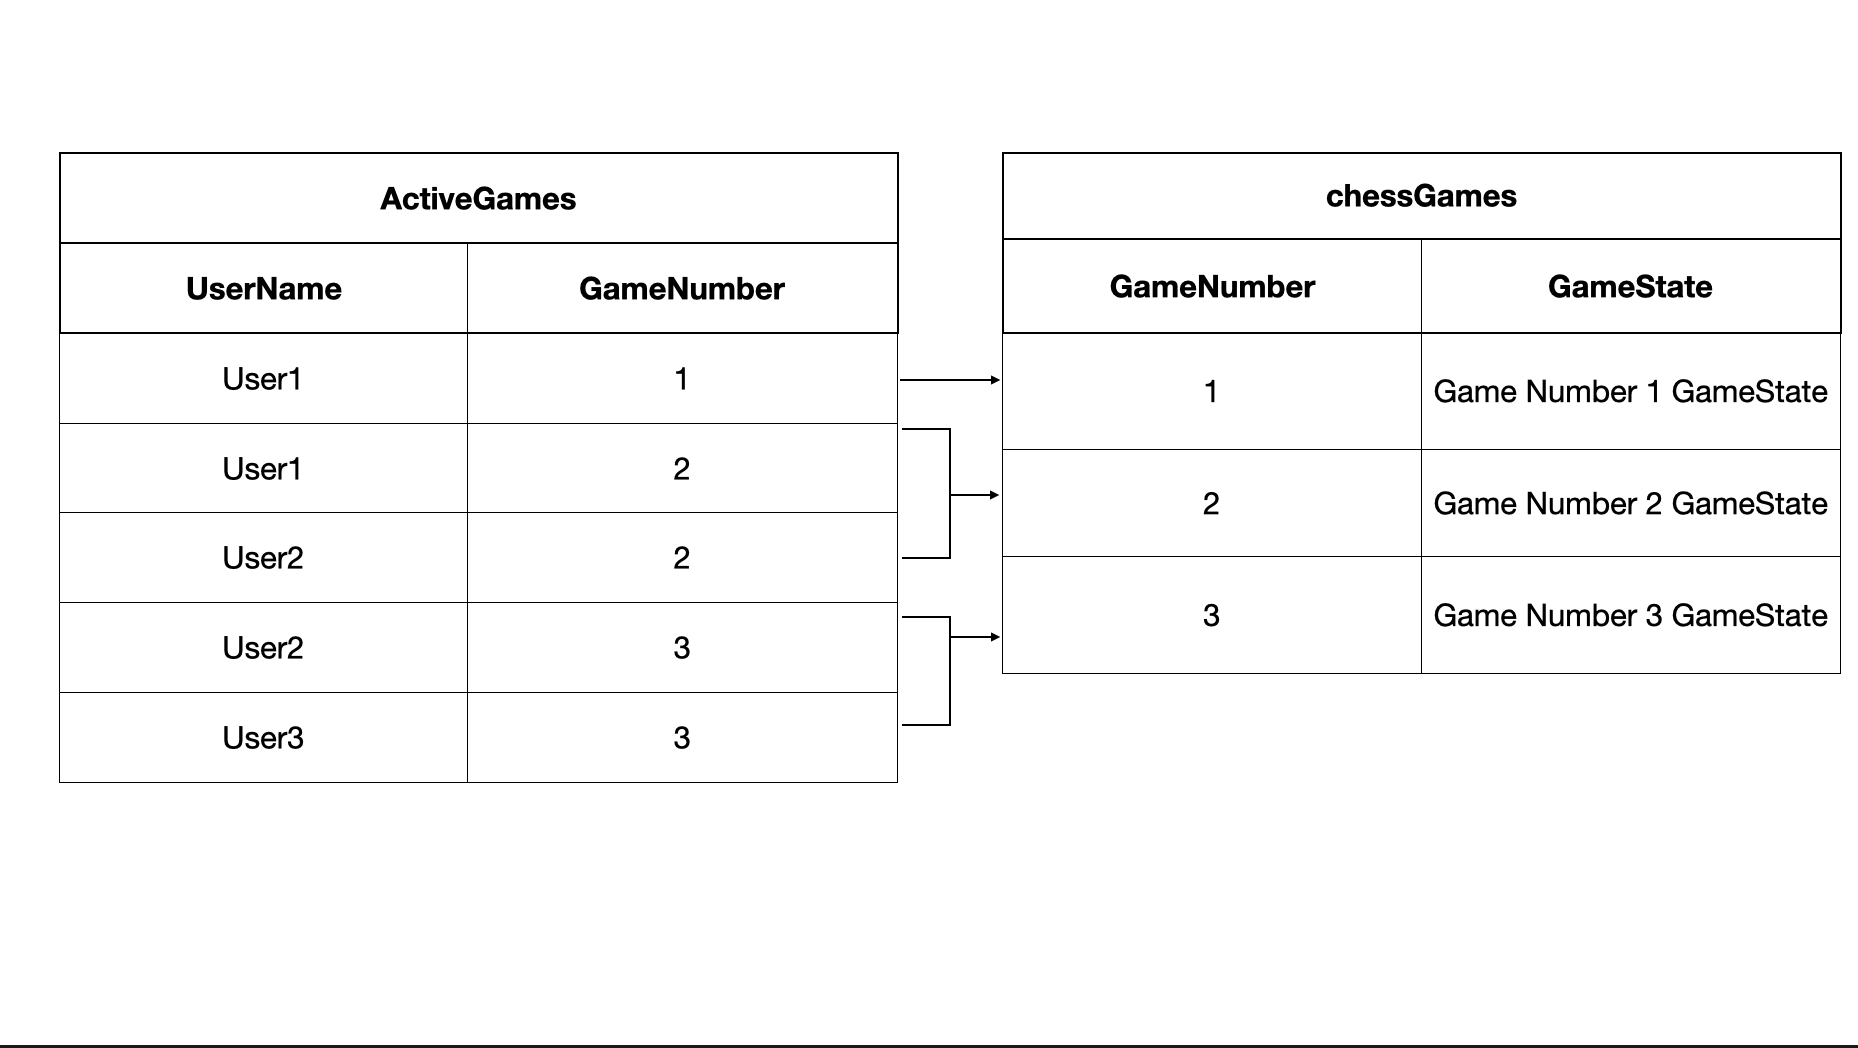 ActiveGames
UserName GameNumber
User1 1
User1 2
User2 2
User2 3
User3 3
chessGames
GameNumber GameState
1 Game Number 1 GameState
2 Game Number 2 GameState
3 Game Number 3 GameState